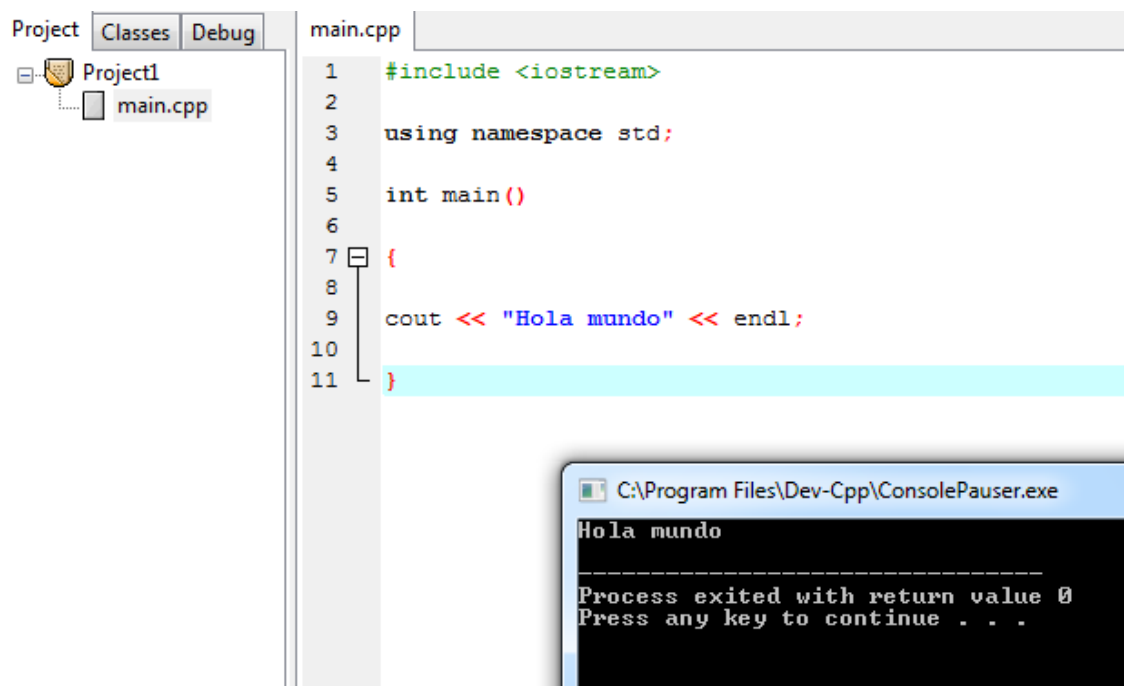 Project Classes Debug
Project1
main.cpp
main.cpp
1 #include <iostream>
2
3 using namespace std;
4
5 int main()
6
7 {
8
9 cout << "Hola mundo" << endl;
10
11 }
C:\Program Files\Dev-Cpp\ConsolePauser.exe
Hola mundo
--------------------------------
Process exited with return value 0
Press any key to continue . . .